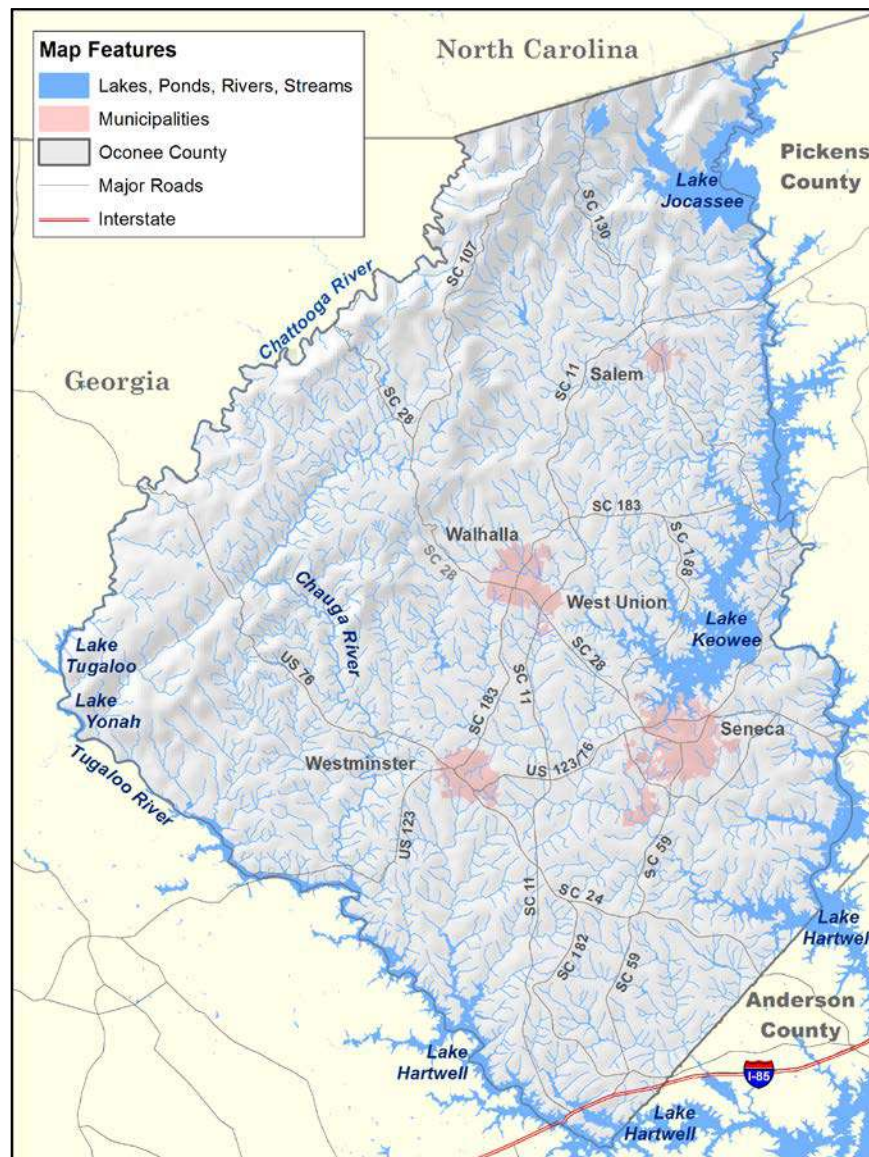 Map Features
Lakes, Ponds, Rivers, Streams
Municipalities
Oconee County
Major Roads
Interstate
North Carolina
Pickens
County
Lake
Jocassee
SC 130
SC 107
Chattooga River
Georgia
Salem
SC 11
SC 28
SC 183
Walhalla
SC 188
SC 28
West Union
Chauga River
Lake
Keowee
Lake
Tugaloo
SC 28
SC 11
US 76
SC 183
Lake
Yonah
Seneca
Tugaloo River
Westminster
US 123/76
US 123
SC 59
SC 11
SC 24
Lake
Hartwell
SC 182
SC 59
Anderson
County
Lake
Hartwell
I-85
Lake
Hartwell